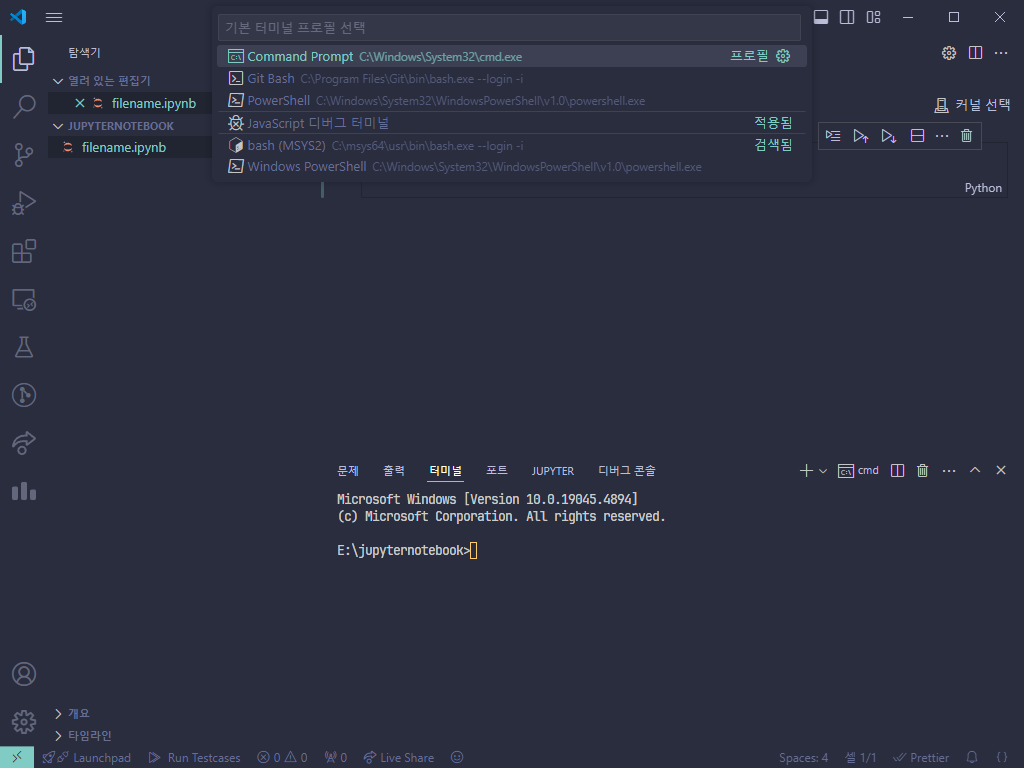 기본 터미널 프로필 선택
Command Prompt C:\Windows\System32\cmd.exe 프로필
Git Bash C:\Program Files\Git\bin\bash.exe --login -i
PowerShell C:\Windows\System32\WindowsPowerShell\v1.0\powershell.exe
JavaScript 디버그 터미널 적용됨
bash (MSYS2) C:\msys64\usr\bin\bash.exe --login -i 검색됨
Windows PowerShell C:\Windows\System32\WindowsPowerShell\v1.0\powershell.exe
탐색기
열려 있는 편집기
filename.ipynb
JUPYTERNOTEBOOK
filename.ipynb
커널 선택
Python
문제 출력 터미널 포트 JUPYTER 디버그 콘솔
cmd
Microsoft Windows [Version 10.0.19045.4894]
(c) Microsoft Corporation. All rights reserved.
E:\jupyternotebook>
개요
타임라인
Launchpad Run Testcases 0 0 0 Live Share Spaces: 4 셀 1/1 Prettier